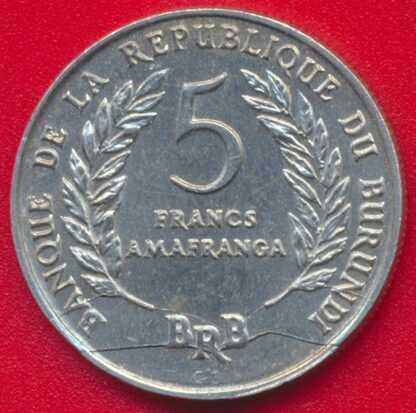 BANQUE DE LA REPUBLIQUE DU BURUNDI
5
FRANCS
AMAFRANGA
BRB